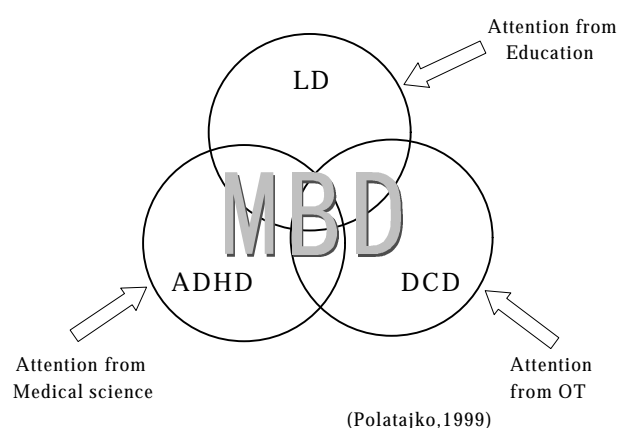 Attention from
Education
LD
MBD
ADHD
DCD
Attention from
Medical science
Attention
from OT
(Polatajko,1999)